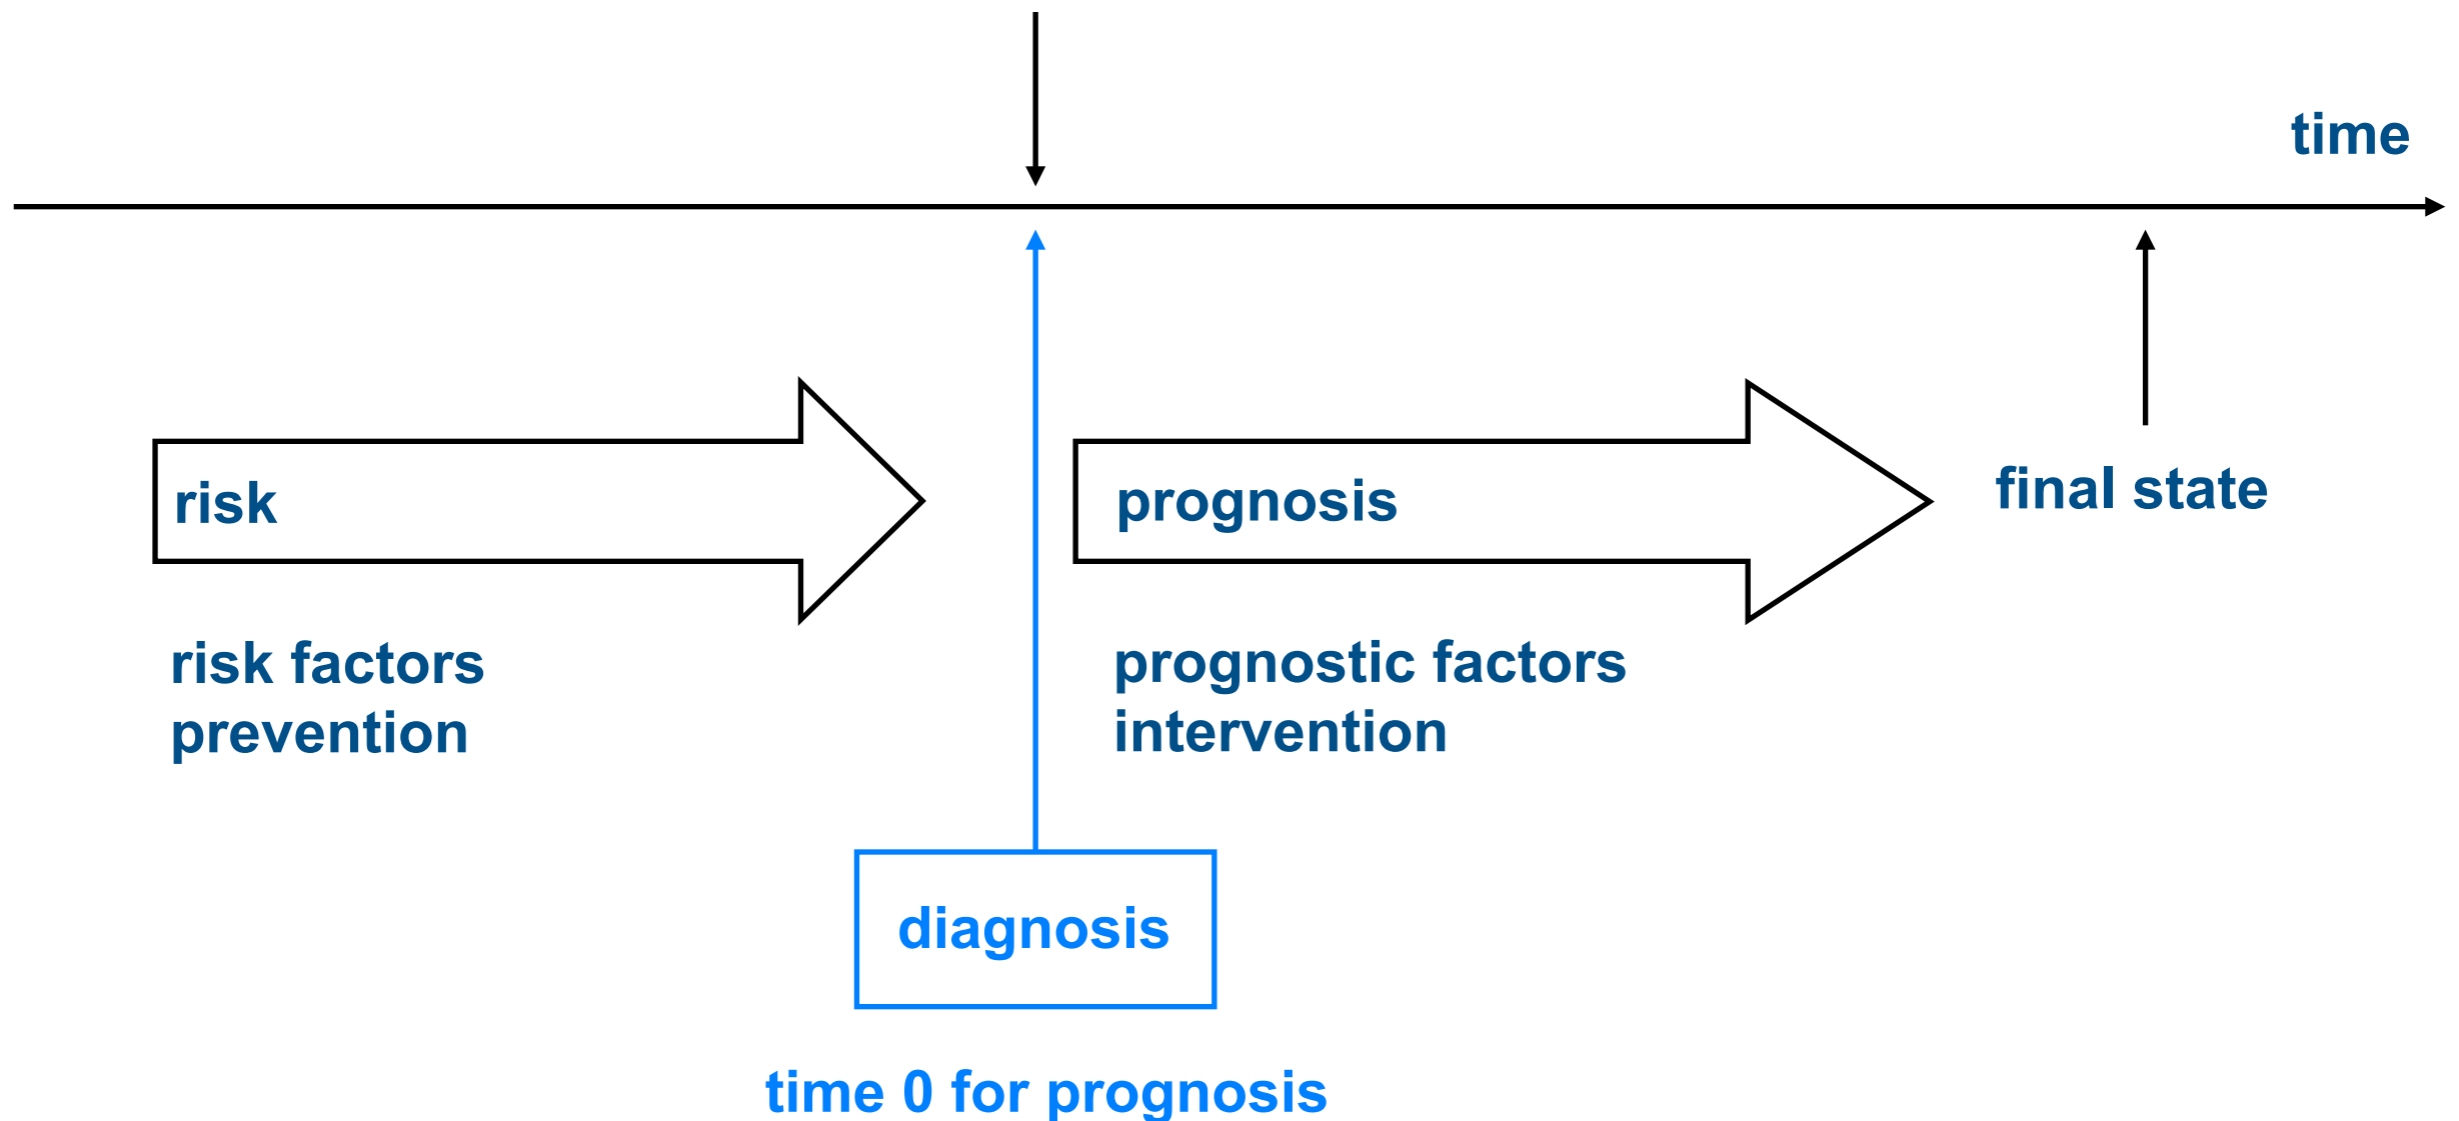 time
risk
prognosis
final state
risk factors
prevention
prognostic factors
intervention
diagnosis
time 0 for prognosis